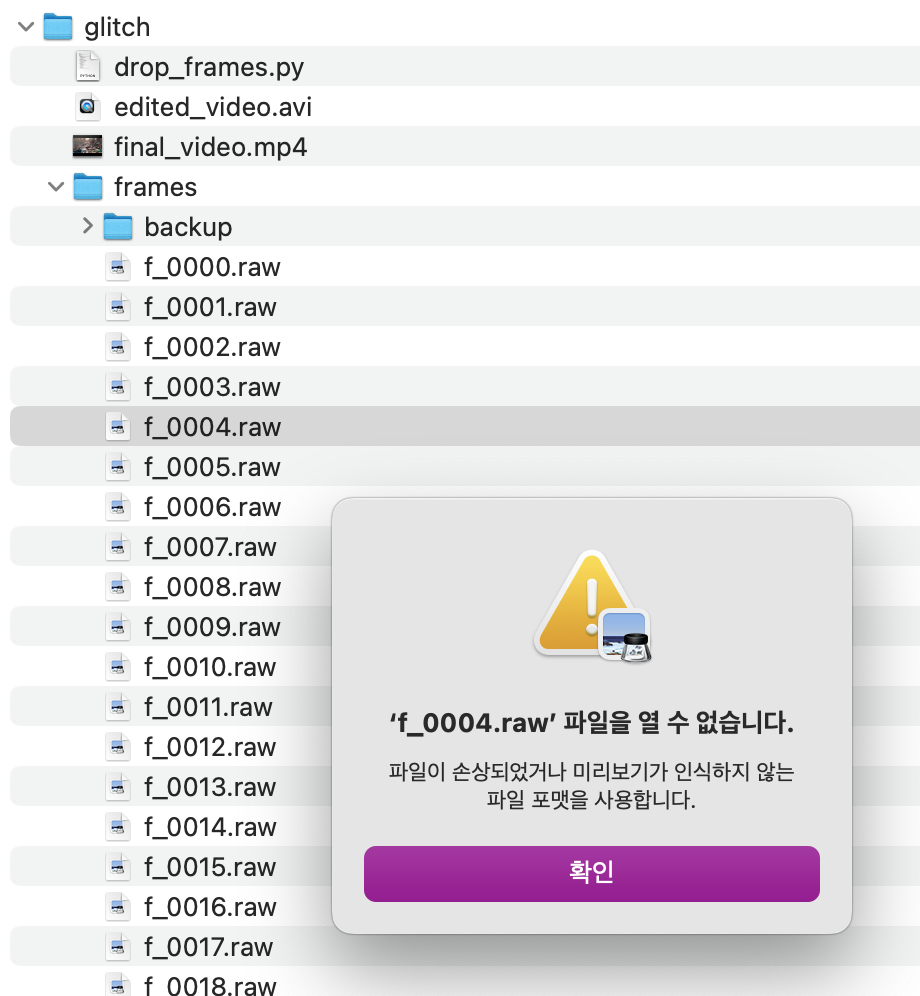 glitch
drop_frames.py
edited_video.avi
final_video.mp4
frames
backup
f_0000.raw
f_0001.raw
f_0002.raw
f_0003.raw
f_0004.raw
f_0005.raw
f_0006.raw
f_0007.raw
f_0008.raw
f_0009.raw
f_0010.raw
f_0011.raw
f_0012.raw
f_0013.raw
f_0014.raw
f_0015.raw
f_0016.raw
f_0017.raw
f_0018.raw
‘f_0004.raw’ 파일을 열 수 없습니다.
파일이 손상되었거나 미리보기가 인식하지 않는
파일 포맷을 사용합니다.
확인